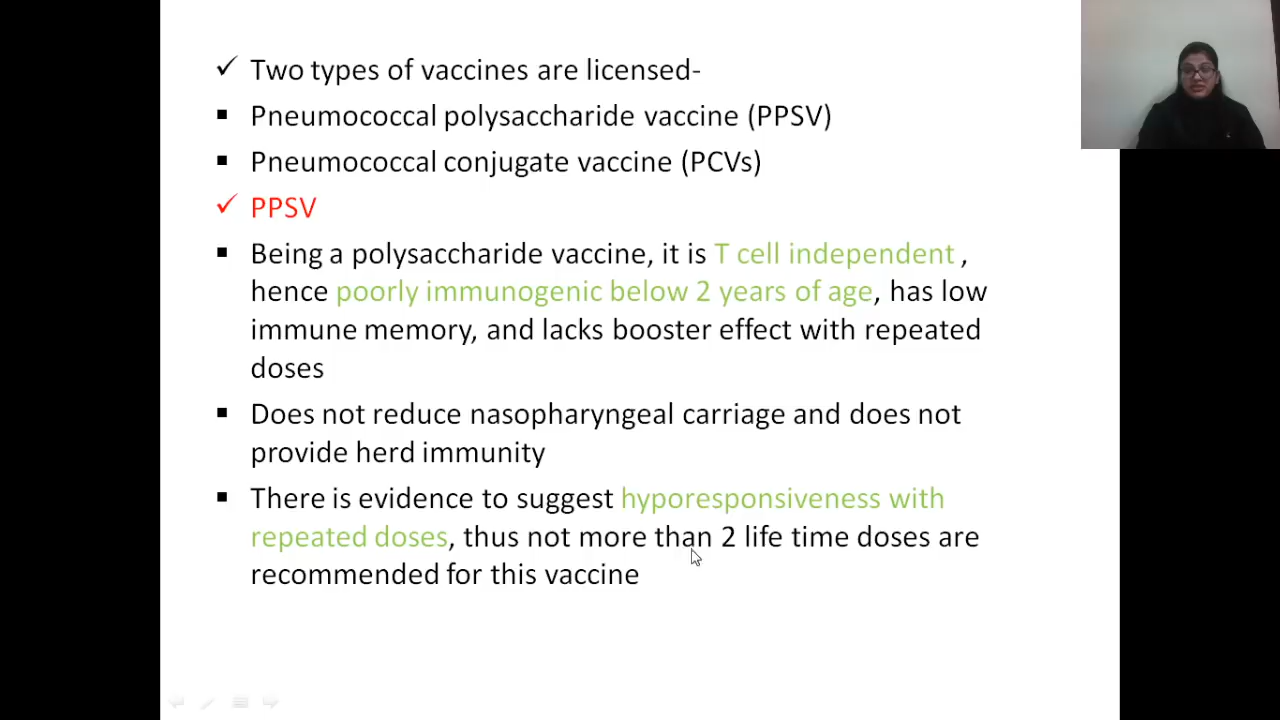 ✓ Two types of vaccines are licensed-
▪ Pneumococcal polysaccharide vaccine (PPSV)
▪ Pneumococcal conjugate vaccine (PCVs)
✓ PPSV
▪ Being a polysaccharide vaccine, it is T cell independent ,
hence poorly immunogenic below 2 years of age, has low
immune memory, and lacks booster effect with repeated
doses
▪ Does not reduce nasopharyngeal carriage and does not
provide herd immunity
▪ There is evidence to suggest hyporesponsiveness with
repeated doses, thus not more than 2 life time doses are
recommended for this vaccine